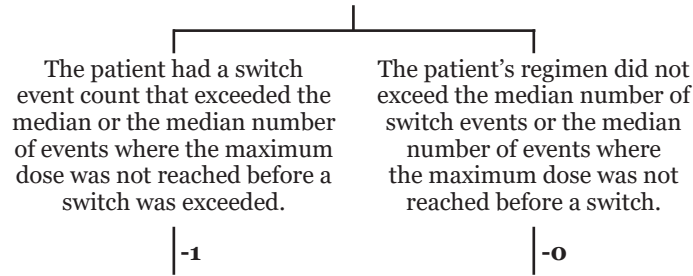 The patient had a switch
event count that exceeded the
median or the median number
of events where the maximum
dose was not reached before a
switch was exceeded.
-1
The patient's regimen did not
exceed the median number of
switch events or the median
number of events where
the maximum dose was not
reached before a switch.
-0